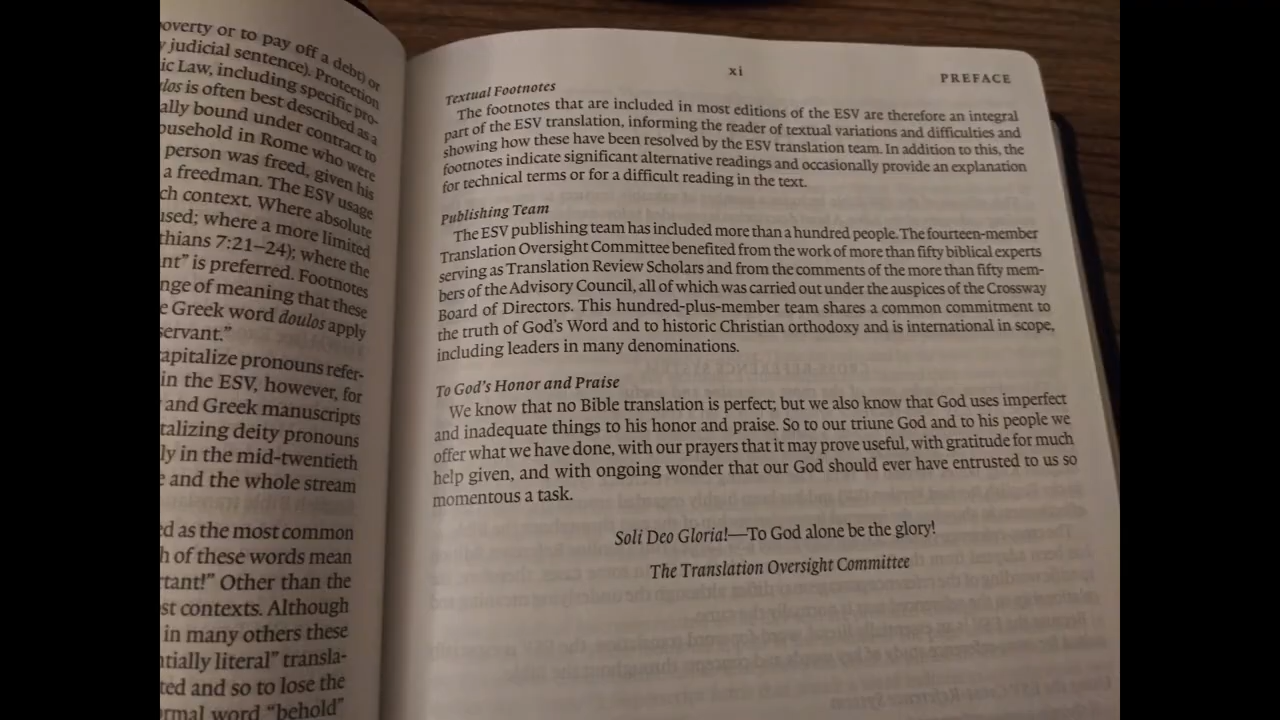 poverty or to pay off a debt) or
judicial sentence). Protection
ic Law, including specific pro-
los is often best described as a
ally bound under contract to
ousehold in Rome who were
person was freed, given his
a freedman. The ESV usage
ch context. Where absolute
used; where a more limited
thians 7:21–24); where the
nt” is preferred. Footnotes
nge of meaning that these
e Greek word doulos apply
servant.”
apitalize pronouns refer-
in the ESV, however, for
and Greek manuscripts
talizing deity pronouns
ly in the mid-twentieth
e and the whole stream
ed as the most common
h of these words mean
rtant!” Other than the
st contexts. Although
in many others these
ntially literal” transla-
ted and so to lose the
rmal word “behold”
xi
PREFACE
Textual Footnotes
The footnotes that are included in most editions of the ESV are therefore an integral
part of the ESV translation, informing the reader of textual variations and difficulties and
showing how these have been resolved by the ESV translation team. In addition to this, the
footnotes indicate significant alternative readings and occasionally provide an explanation
for technical terms or for a difficult reading in the text.
Publishing Team
The ESV publishing team has included more than a hundred people. The fourteen-member
Translation Oversight Committee benefited from the work of more than fifty biblical experts
serving as Translation Review Scholars and from the comments of the more than fifty mem-
bers of the Advisory Council, all of which was carried out under the auspices of the Crossway
Board of Directors. This hundred-plus-member team shares a common commitment to
the truth of God’s Word and to historic Christian orthodoxy and is international in scope,
including leaders in many denominations.
To God’s Honor and Praise
We know that no Bible translation is perfect; but we also know that God uses imperfect
and inadequate things to his honor and praise. So to our triune God and to his people we
offer what we have done, with our prayers that it may prove useful, with gratitude for much
help given, and with ongoing wonder that our God should ever have entrusted to us so
momentous a task.
Soli Deo Gloria!—To God alone be the glory!
The Translation Oversight Committee